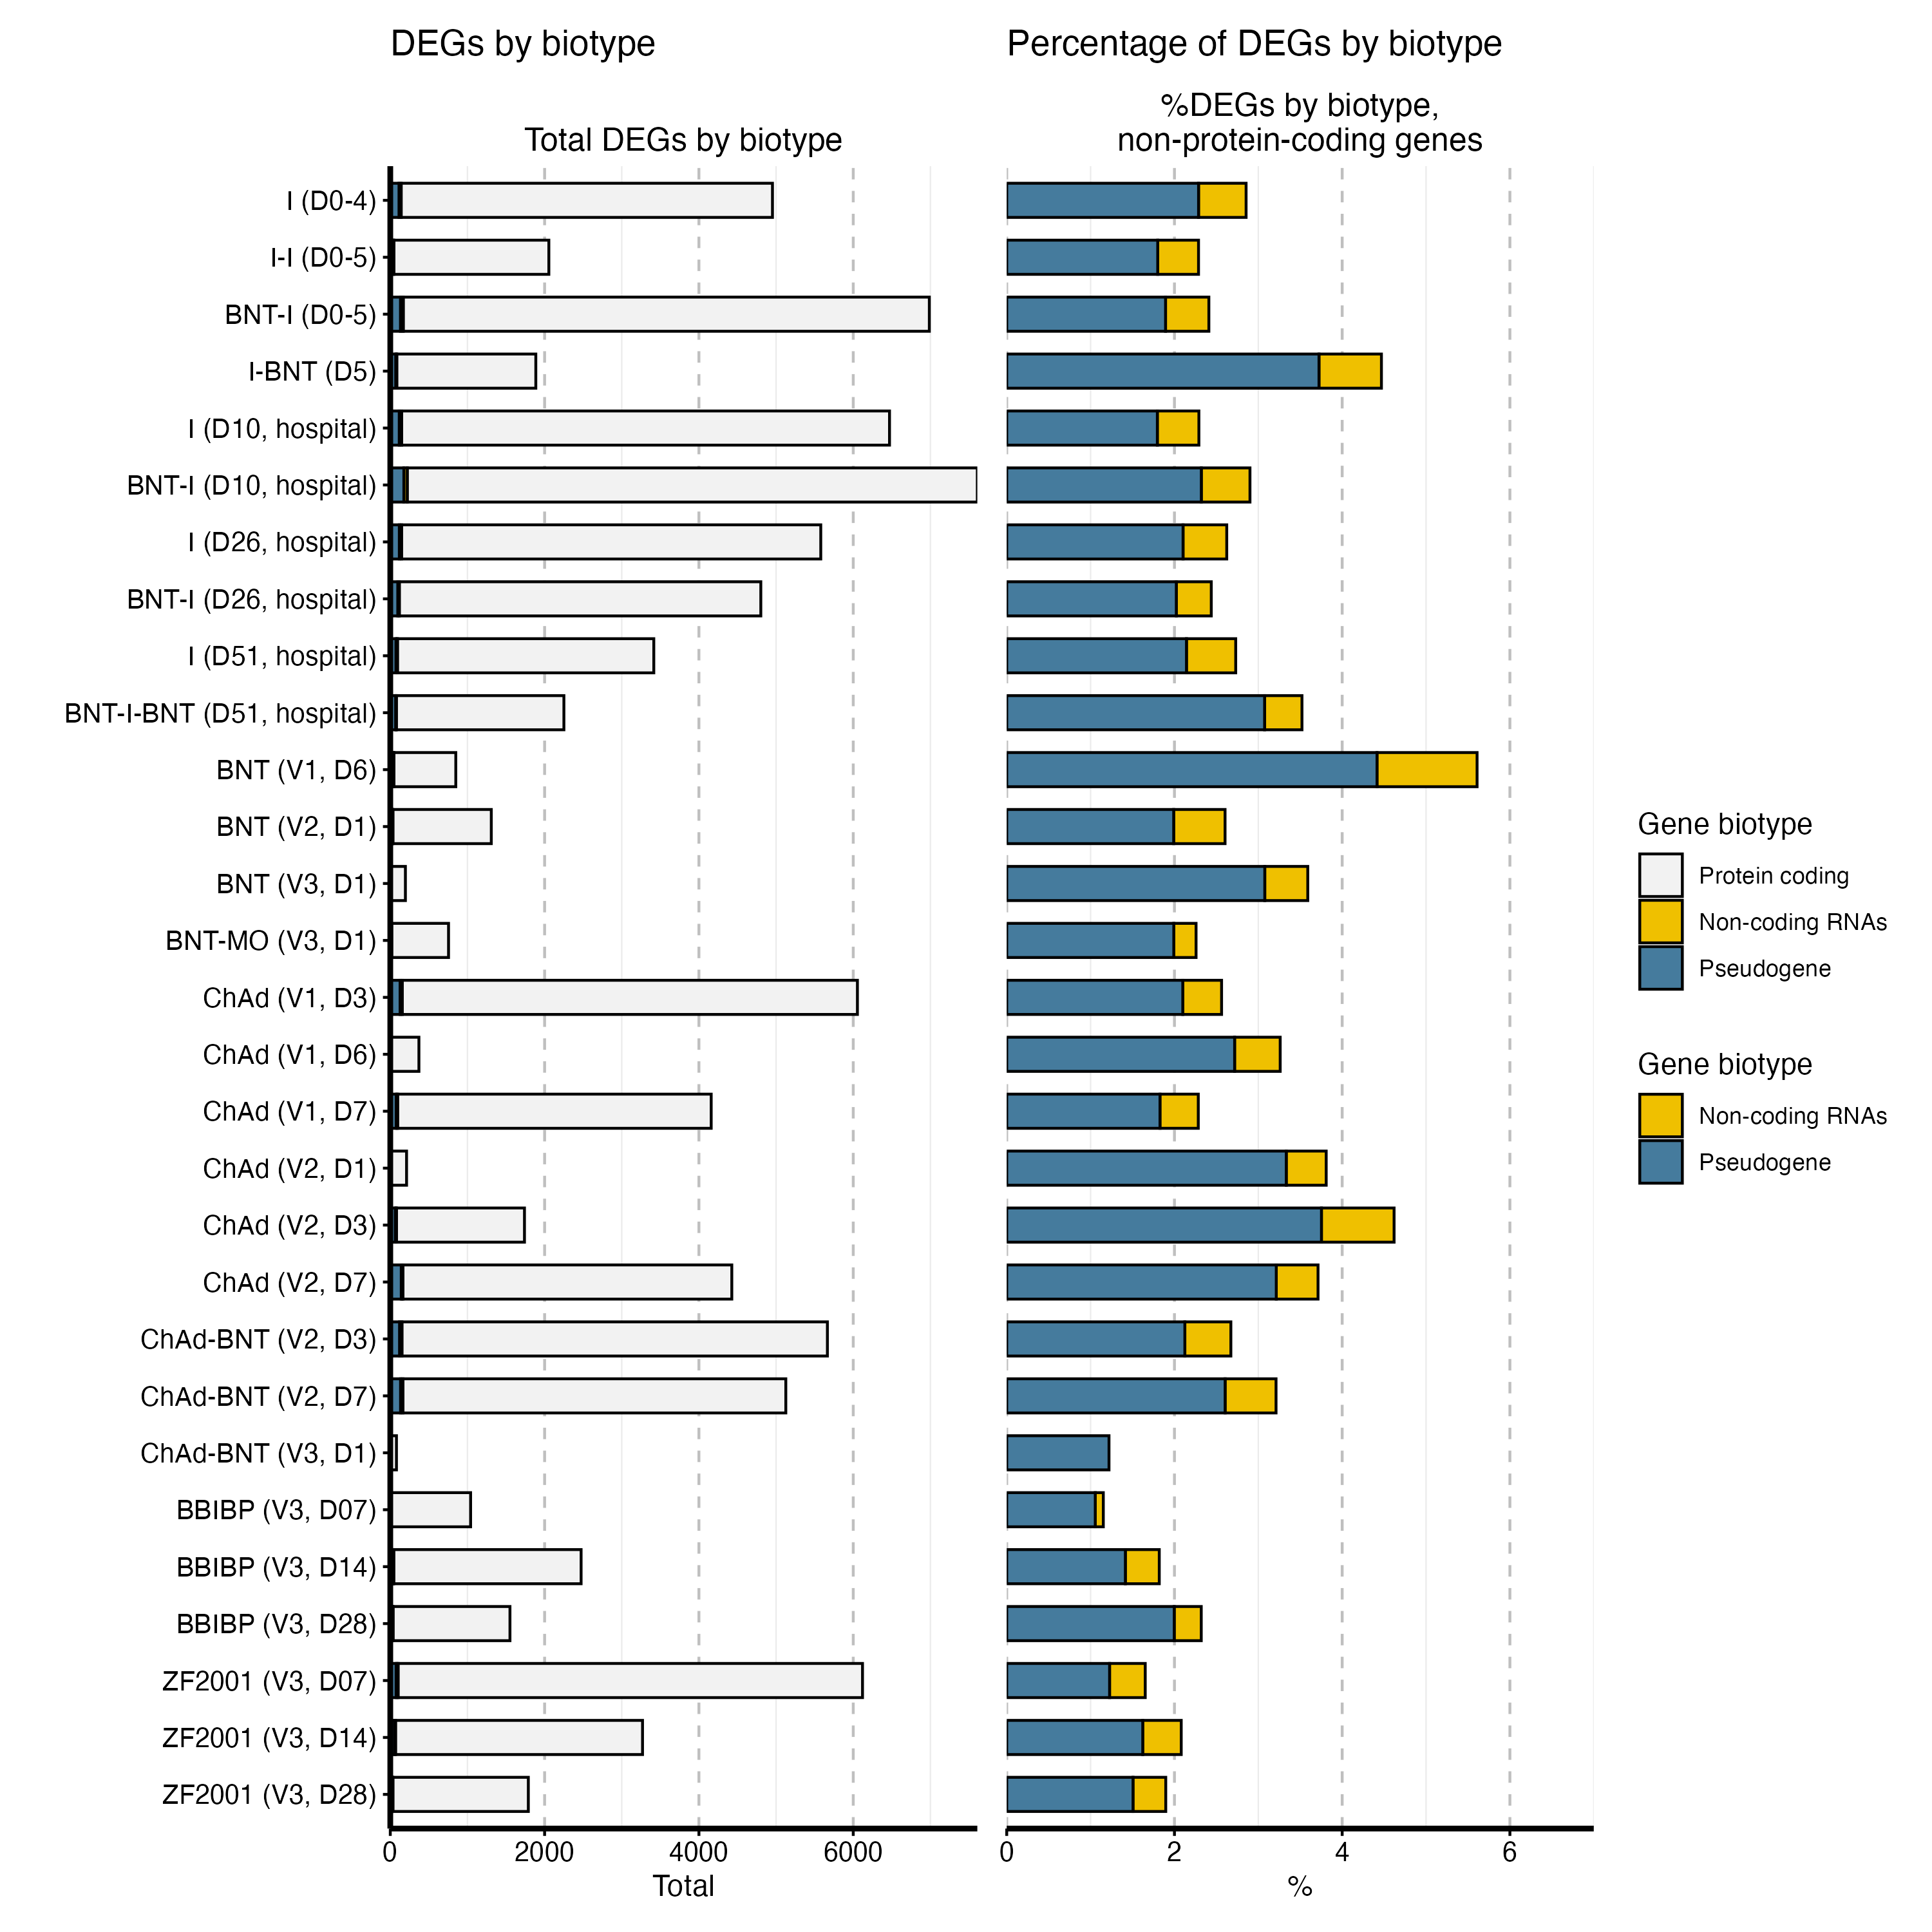 DEGs by biotype
Percentage of DEGs by biotype
Total DEGs by biotype
%DEGs by biotype,
non-protein-coding genes
I (D0-4)
I-I (D0-5)
BNT-I (D0-5)
I-BNT (D5)
I (D10, hospital)
BNT-I (D10, hospital)
I (D26, hospital)
BNT-I (D26, hospital)
I (D51, hospital)
BNT-I-BNT (D51, hospital)
BNT (V1, D6)
BNT (V2, D1)
BNT (V3, D1)
BNT-MO (V3, D1)
ChAd (V1, D3)
ChAd (V1, D6)
ChAd (V1, D7)
ChAd (V2, D1)
ChAd (V2, D3)
ChAd (V2, D7)
ChAd-BNT (V2, D3)
ChAd-BNT (V2, D7)
ChAd-BNT (V3, D1)
BBIBP (V3, D07)
BBIBP (V3, D14)
BBIBP (V3, D28)
ZF2001 (V3, D07)
ZF2001 (V3, D14)
ZF2001 (V3, D28)
0 2000 4000 6000
Total
0 2 4 6
%
Gene biotype
Protein coding
Non-coding RNAs
Pseudogene
Gene biotype
Non-coding RNAs
Pseudogene